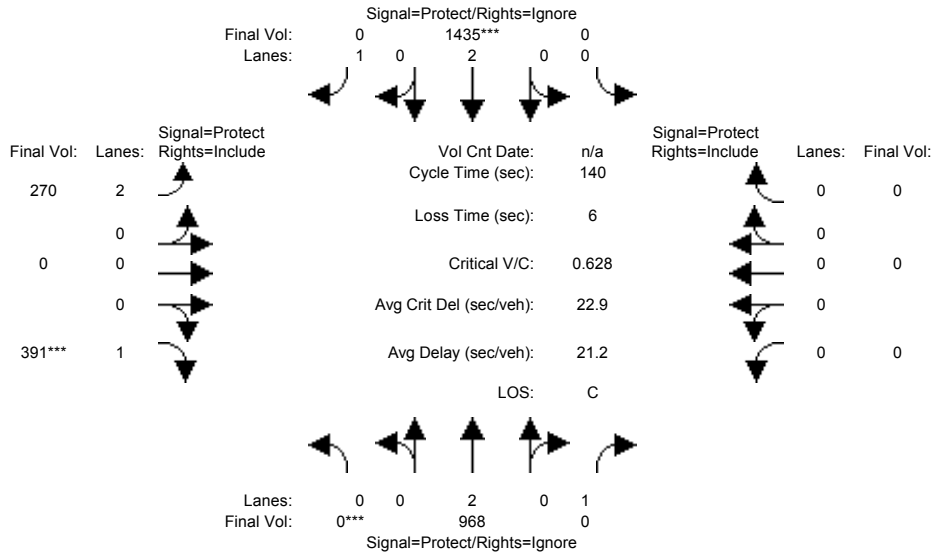 Signal=Protect/Rights=Ignore
Final Vol: 0 1435*** 0
Lanes: 1 0 2 0 0
Signal=Protect Signal=Protect
Final Vol: Lanes: Rights=Include Vol Cnt Date: n/a Rights=Include Lanes: Final Vol:
Cycle Time (sec): 140
270 2 0 0
Loss Time (sec): 6
0 0
0 0 Critical V/C: 0.628 0 0
0 Avg Crit Del (sec/veh): 22.9 0
391*** 1 Avg Delay (sec/veh): 21.2 0 0
LOS: C
Lanes: 0 0 2 0 1
Final Vol: 0*** 968 0
Signal=Protect/Rights=Ignore